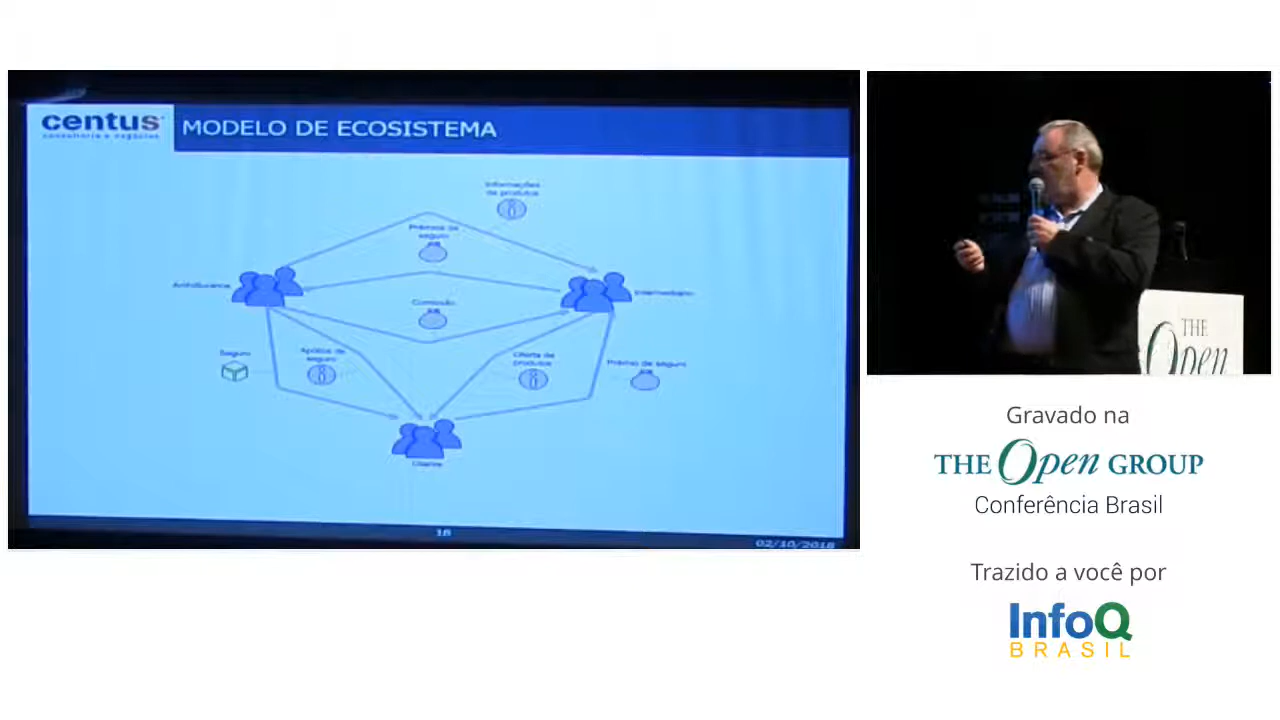 centus
consultoria e negócios
MODELO DE ECOSISTEMA
Informações
de produtos
Prêmios de
seguro
Intermediário
Comissão
Seguro
Apólice de
seguro
Oferta de
produtos
Prêmio de seguro
Cliente
18
02/10/2018
THE
Open
Gravado na
THE Open GROUP
Conferência Brasil
Trazido a você por
InfoQ
BRASIL